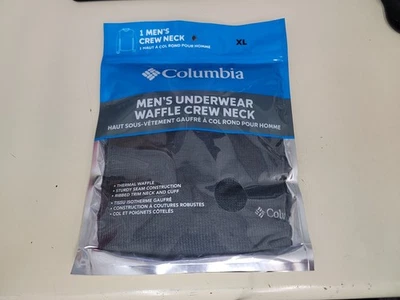 1 MEN'S
CREW NECK
1 HAUT À COL ROND POUR HOMME
XL
Columbia
MEN'S UNDERWEAR
WAFFLE CREW NECK
HAUT SOUS-VÊTEMENT GAUFRÉ À COL ROND POUR HOMME
• THERMAL WAFFLE
• STURDY SEAM CONSTRUCTION
• RIBBED TRIM NECK AND CUFF
• TISSU ISOTHERME GAUFRÉ
• CONSTRUCTION À COUTURES ROBUSTES
• COL ET POIGNETS CÔTELÉS
Colu